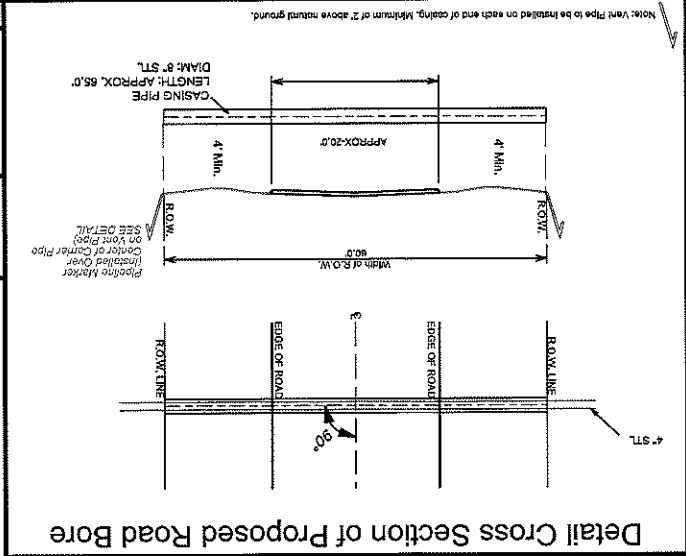 Detail Cross Section of Proposed Road Bore
4" STL
90°
R.O.W. LINE
EDGE OF ROAD
℄
EDGE OF ROAD
R.O.W. LINE
Width of R.O.W.
60.0'
R.O.W.
R.O.W.
Pipeline Marker
(Installed Over
Center of Carrier Pipe
on Vent Pipe)
SEE DETAIL
4' Min.
APPROX-20.0'
4' Min.
CASING PIPE
LENGTH: APPROX. 65.0'
DIAM: 8" STL.
Note: Vent Pipe to be installed on each end of casing. Minimum of 2' above natural ground.